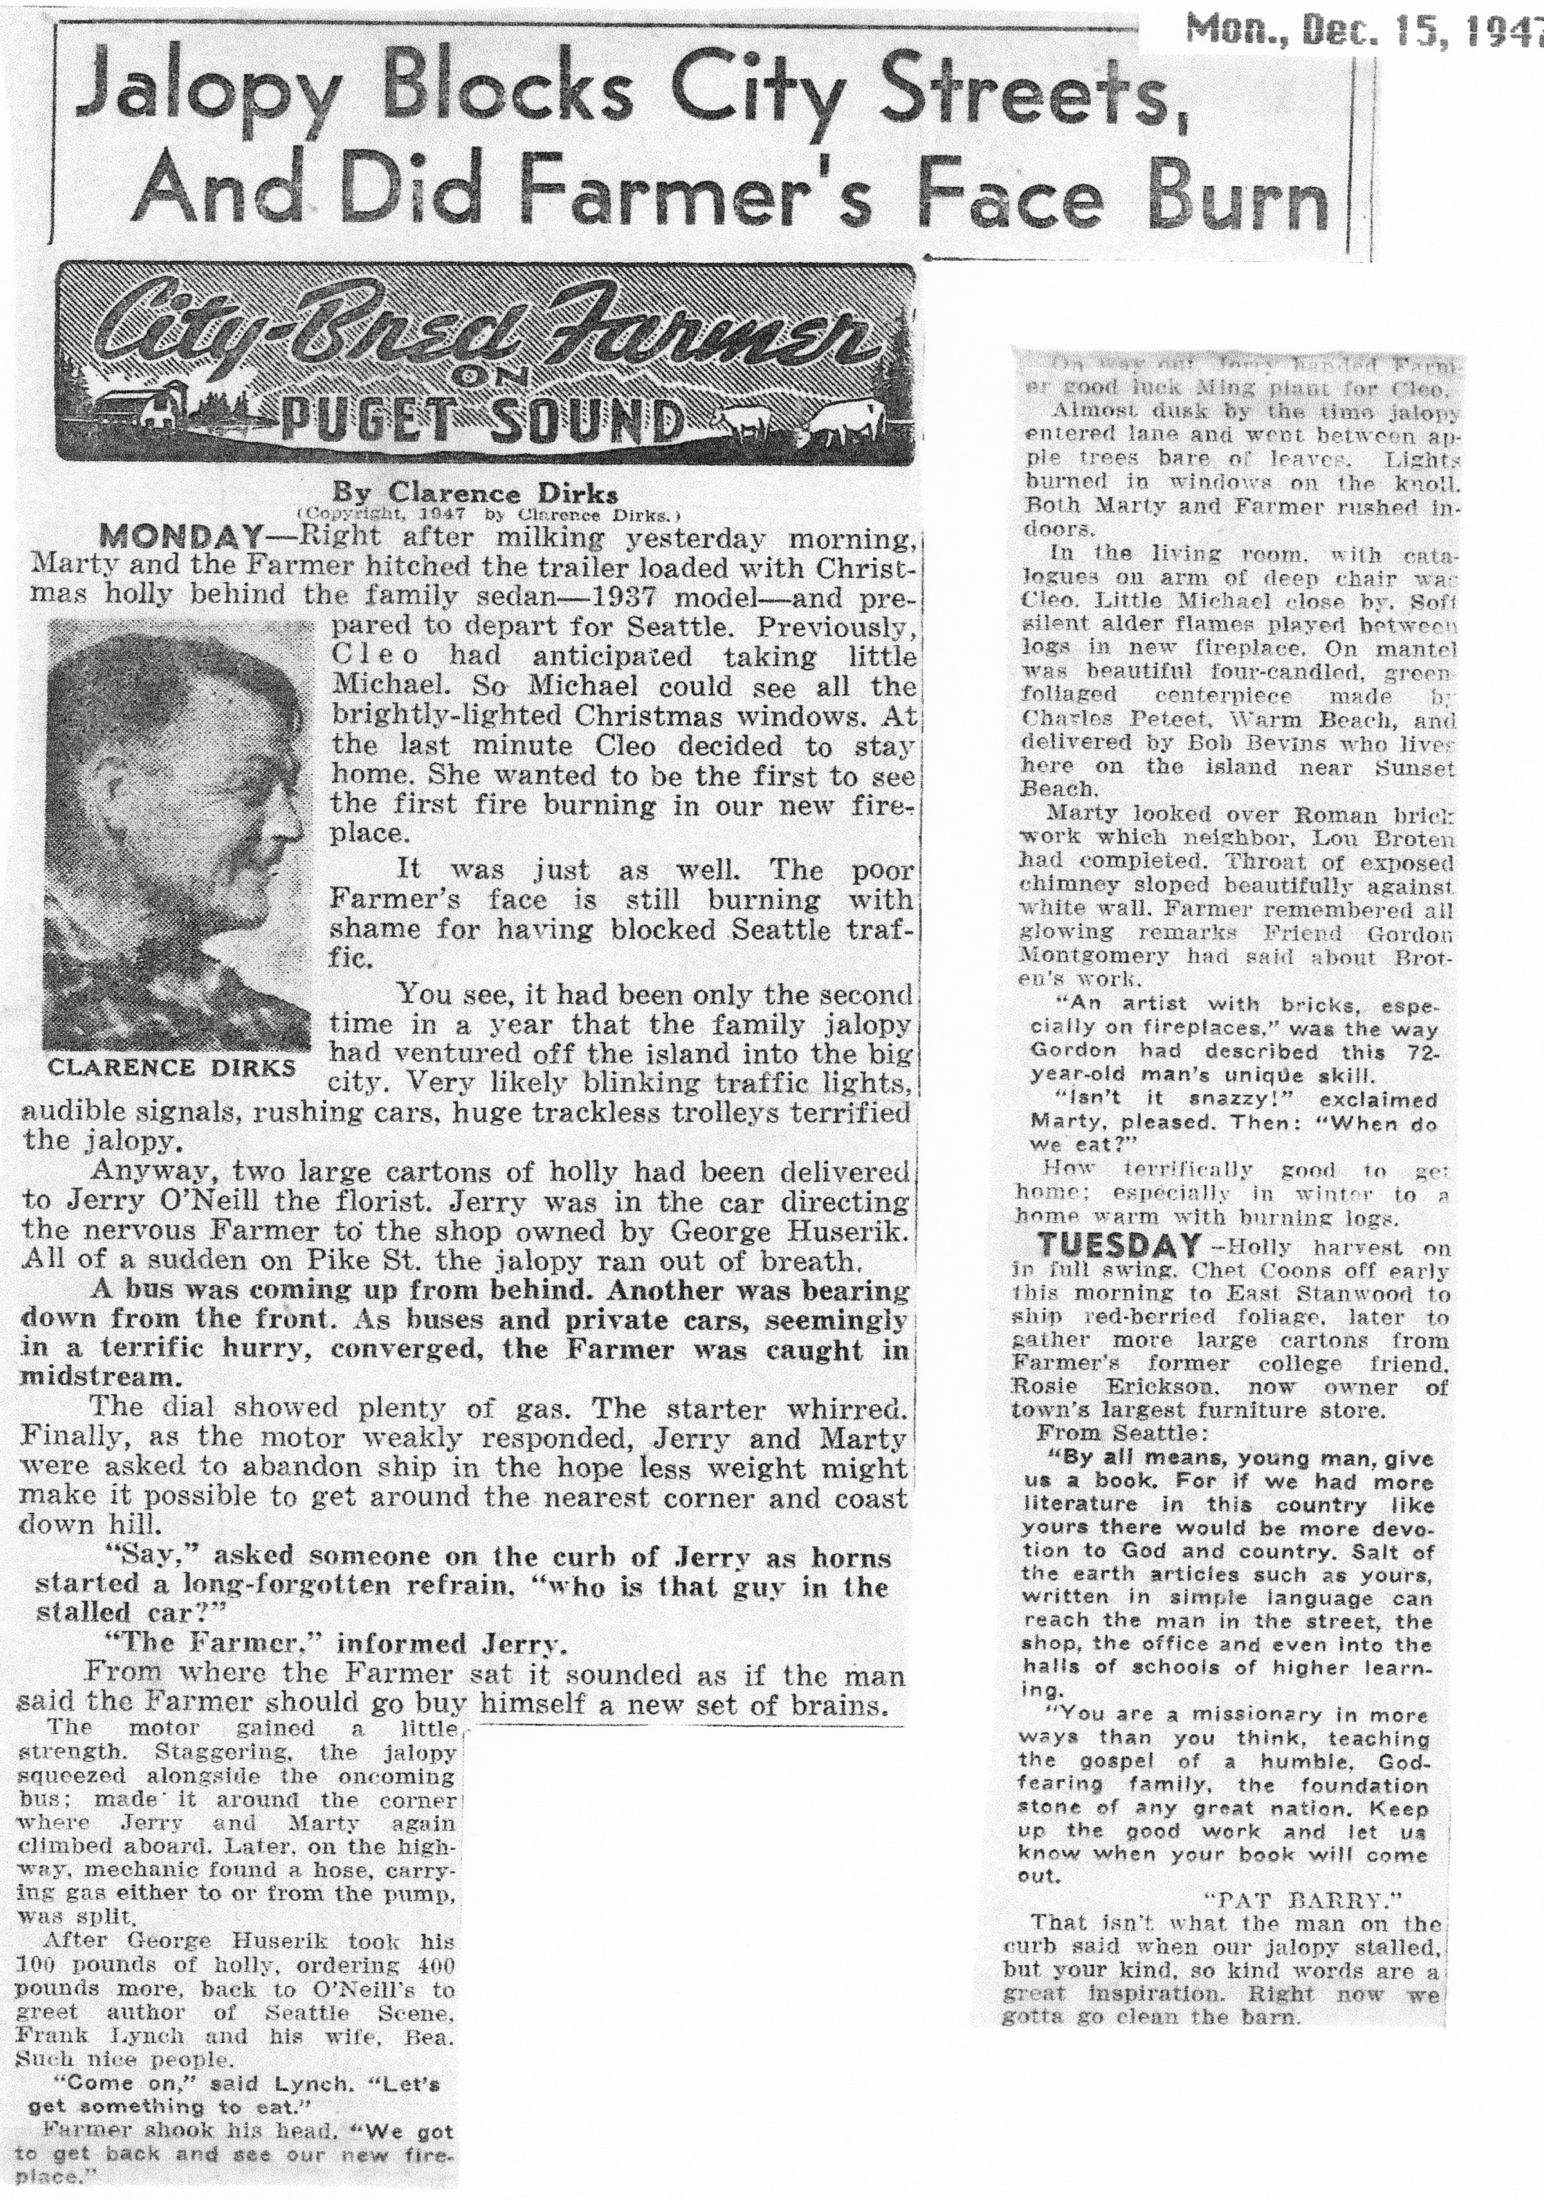 Mon., Dec. 15, 1947
Jalopy Blocks City Streets,
And Did Farmer's Face Burn
City-Bred Farmer
ON
PUGET SOUND
By Clarence Dirks
(Copyright, 1947 by Clarence Dirks.)
MONDAY—Right after milking yesterday morning,
Marty and the Farmer hitched the trailer loaded with Christ-
mas holly behind the family sedan—1937 model—and pre-
pared to depart for Seattle. Previously,
Cleo had anticipated taking little
Michael. So Michael could see all the
brightly-lighted Christmas windows. At
the last minute Cleo decided to stay
home. She wanted to be the first to see
the first fire burning in our new fire-
place.
It was just as well. The poor
Farmer's face is still burning with
shame for having blocked Seattle traf-
fic.
You see, it had been only the second
time in a year that the family jalopy
had ventured off the island into the big
CLARENCE DIRKS
city. Very likely blinking traffic lights,
audible signals, rushing cars, huge trackless trolleys terrified
the jalopy.
Anyway, two large cartons of holly had been delivered
to Jerry O'Neill the florist. Jerry was in the car directing
the nervous Farmer to the shop owned by George Huserik.
All of a sudden on Pike St. the jalopy ran out of breath.
A bus was coming up from behind. Another was bearing
down from the front. As buses and private cars, seemingly
in a terrific hurry, converged, the Farmer was caught in
midstream.
The dial showed plenty of gas. The starter whirred.
Finally, as the motor weakly responded, Jerry and Marty
were asked to abandon ship in the hope less weight might
make it possible to get around the nearest corner and coast
down hill.
"Say," asked someone on the curb of Jerry as horns
started a long-forgotten refrain, "who is that guy in the
stalled car?"
"The Farmer," informed Jerry.
From where the Farmer sat it sounded as if the man
said the Farmer should go buy himself a new set of brains.
The motor gained a little
strength. Staggering, the jalopy
squeezed alongside the oncoming
bus; made it around the corner
where Jerry and Marty again
climbed aboard. Later, on the high-
way, mechanic found a hose, carry-
ing gas either to or from the pump,
was split.
After George Huserik took his
100 pounds of holly, ordering 400
pounds more, back to O'Neill's to
greet author of Seattle Scene,
Frank Lynch and his wife, Bea.
Such nice people.
"Come on," said Lynch. "Let's
get something to eat."
Farmer shook his head. "We got
to get back and see our new fire-
place."
On way out Jerry handed Farm-
er good luck Ming plant for Cleo.
Almost dusk by the time jalopy
entered lane and went between ap-
ple trees bare of leaves. Lights
burned in windows on the knoll.
Both Marty and Farmer rushed in-
doors.
In the living room, with cata-
logues on arm of deep chair was
Cleo. Little Michael close by. Soft
silent alder flames played between
logs in new fireplace. On mantel
was beautiful four-candled, green-
foliaged centerpiece made by
Charles Peteet, Warm Beach, and
delivered by Bob Bevins who lives
here on the island near Sunset
Beach.
Marty looked over Roman brick
work which neighbor, Lou Broten
had completed. Throat of exposed
chimney sloped beautifully against
white wall. Farmer remembered all
glowing remarks Friend Gordon
Montgomery had said about Brot-
en's work.
"An artist with bricks, espe-
cially on fireplaces," was the way
Gordon had described this 72-
year-old man's unique skill.
"Isn't it snazzy!" exclaimed
Marty, pleased. Then: "When do
we eat?"
How terrifically good to get
home; especially in winter to a
home warm with burning logs.
TUESDAY—Holly harvest on
in full swing. Chet Coons off early
this morning to East Stanwood to
ship red-berried foliage, later to
gather more large cartons from
Farmer's former college friend,
Rosie Erickson, now owner of
town's largest furniture store.
From Seattle:
"By all means, young man, give
us a book. For if we had more
literature in this country like
yours there would be more devo-
tion to God and country. Salt of
the earth articles such as yours,
written in simple language can
reach the man in the street, the
shop, the office and even into the
halls of schools of higher learn-
ing.
"You are a missionary in more
ways than you think, teaching
the gospel of a humble, God-
fearing family, the foundation
stone of any great nation. Keep
up the good work and let us
know when your book will come
out.
"PAT BARRY."
That isn't what the man on the
curb said when our jalopy stalled,
but your kind, so kind words are a
great inspiration. Right now we
gotta go clean the barn.